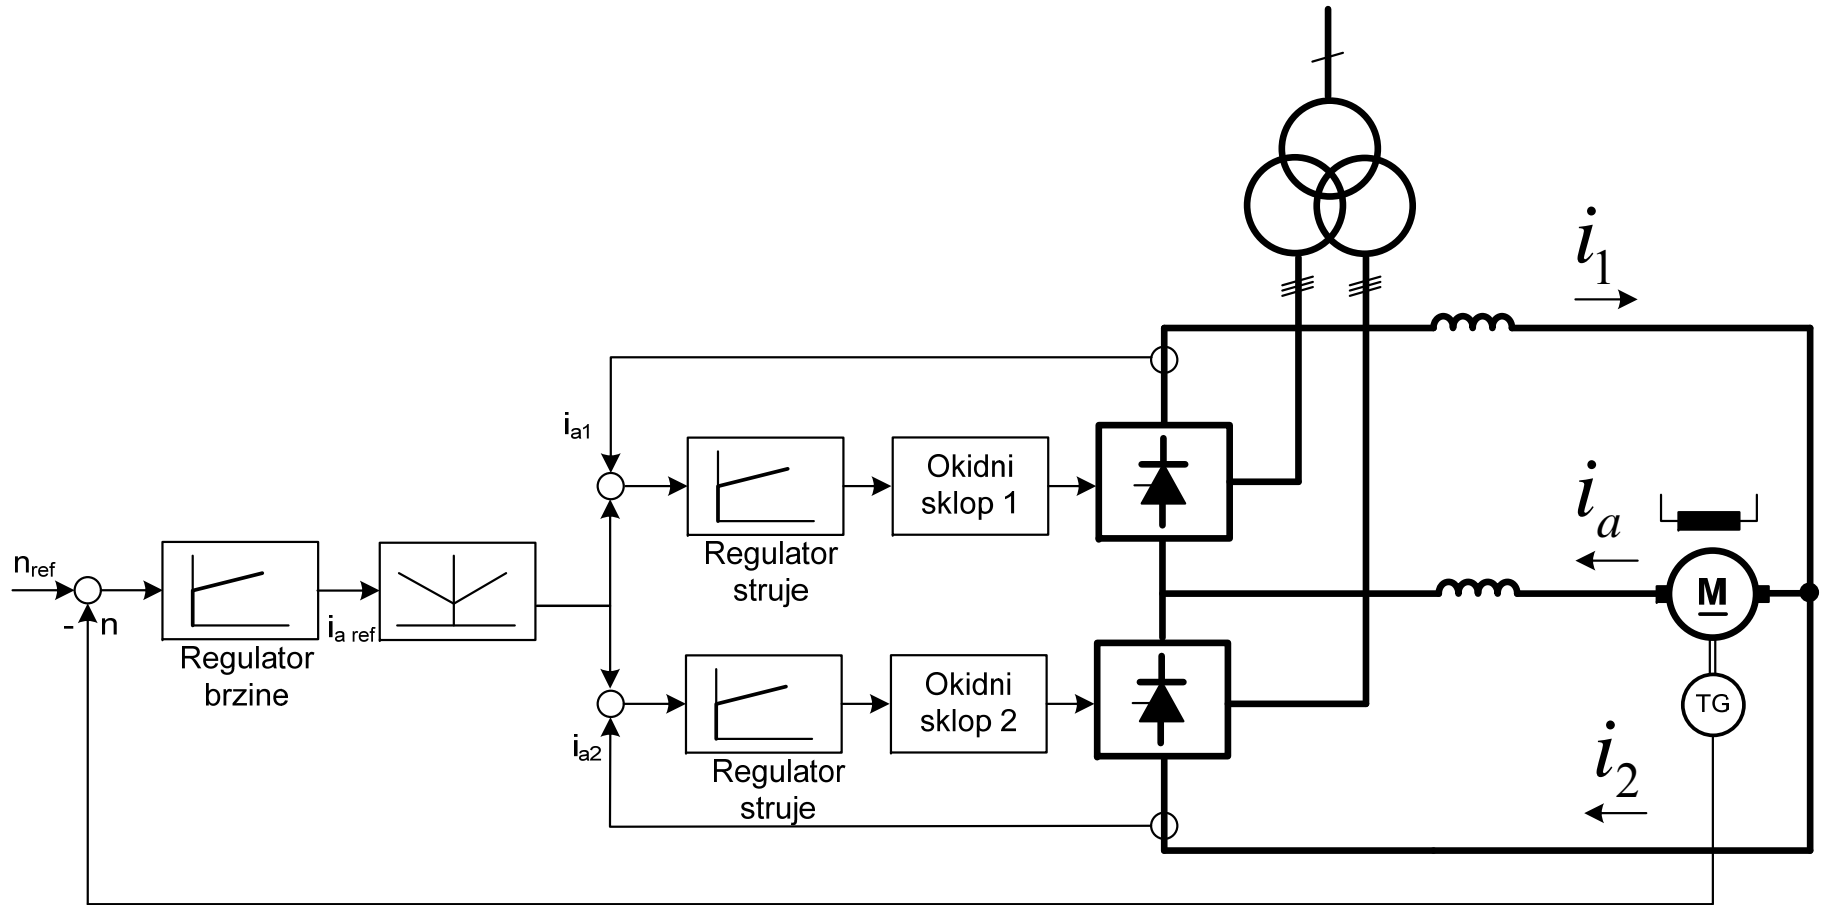 i1
ia1
Okidni
sklop 1
Regulator
struje
ia
M
nref
- n
Regulator
brzine
ia ref
ia2
Okidni
sklop 2
Regulator
struje
TG
i2